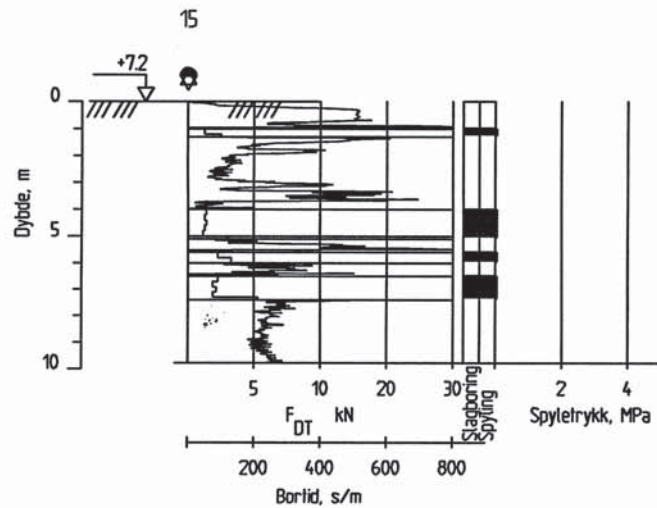 15
+7.2
0
5
10
Dybde, m
5 10 20 30
F DT kN
Slagboring
Spyling
2 4
Spyletrykk, MPa
200 400 600 800
Bortid, s/m